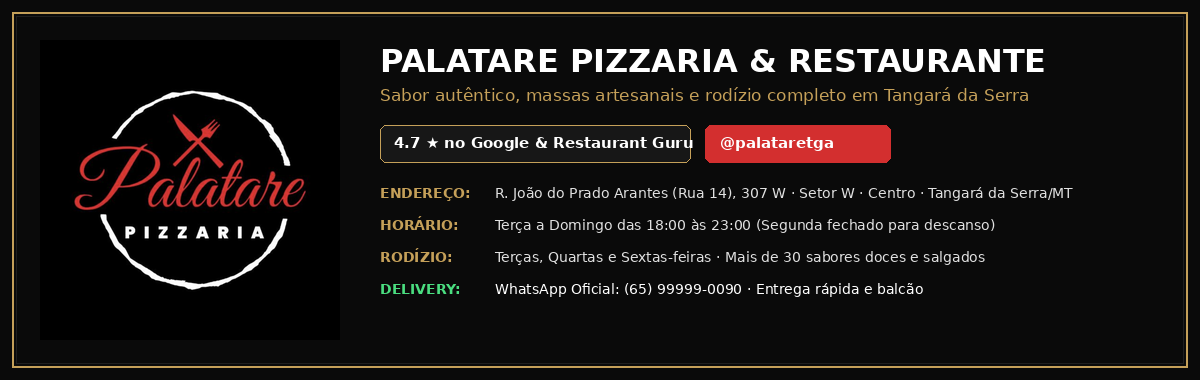 Palatare
PIZZARIA
PALATARE PIZZARIA & RESTAURANTE
Sabor autêntico, massas artesanais e rodízio completo em Tangará da Serra
4.7 ★ no Google & Restaurant Guru
@palataretga
ENDEREÇO: R. João do Prado Arantes (Rua 14), 307 W · Setor W · Centro · Tangará da Serra/MT
HORÁRIO: Terça a Domingo das 18:00 às 23:00 (Segunda fechado para descanso)
RODÍZIO: Terças, Quartas e Sextas-feiras · Mais de 30 sabores doces e salgados
DELIVERY: WhatsApp Oficial: (65) 99999-0090 · Entrega rápida e balcão